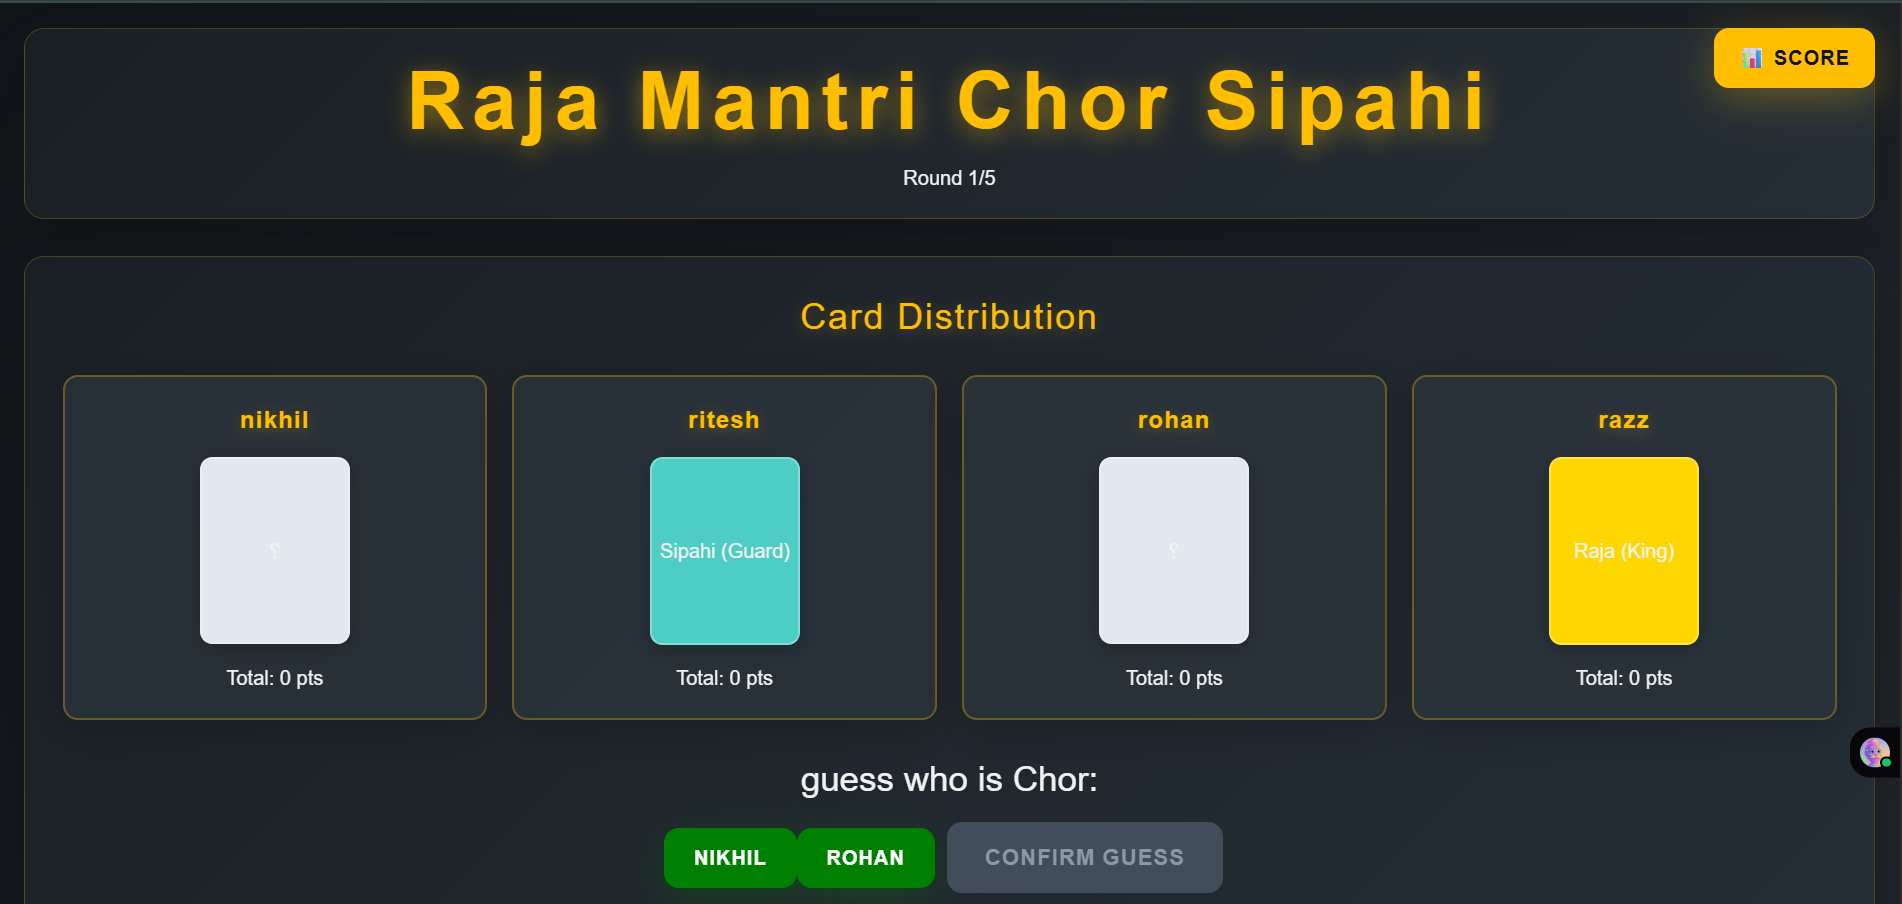 SCORE
Raja Mantri Chor Sipahi
Round 1/5
Card Distribution
nikhil
?
Total: 0 pts
ritesh
Sipahi (Guard)
Total: 0 pts
rohan
?
Total: 0 pts
razz
Raja (King)
Total: 0 pts
guess who is Chor:
NIKHIL
ROHAN
CONFIRM GUESS